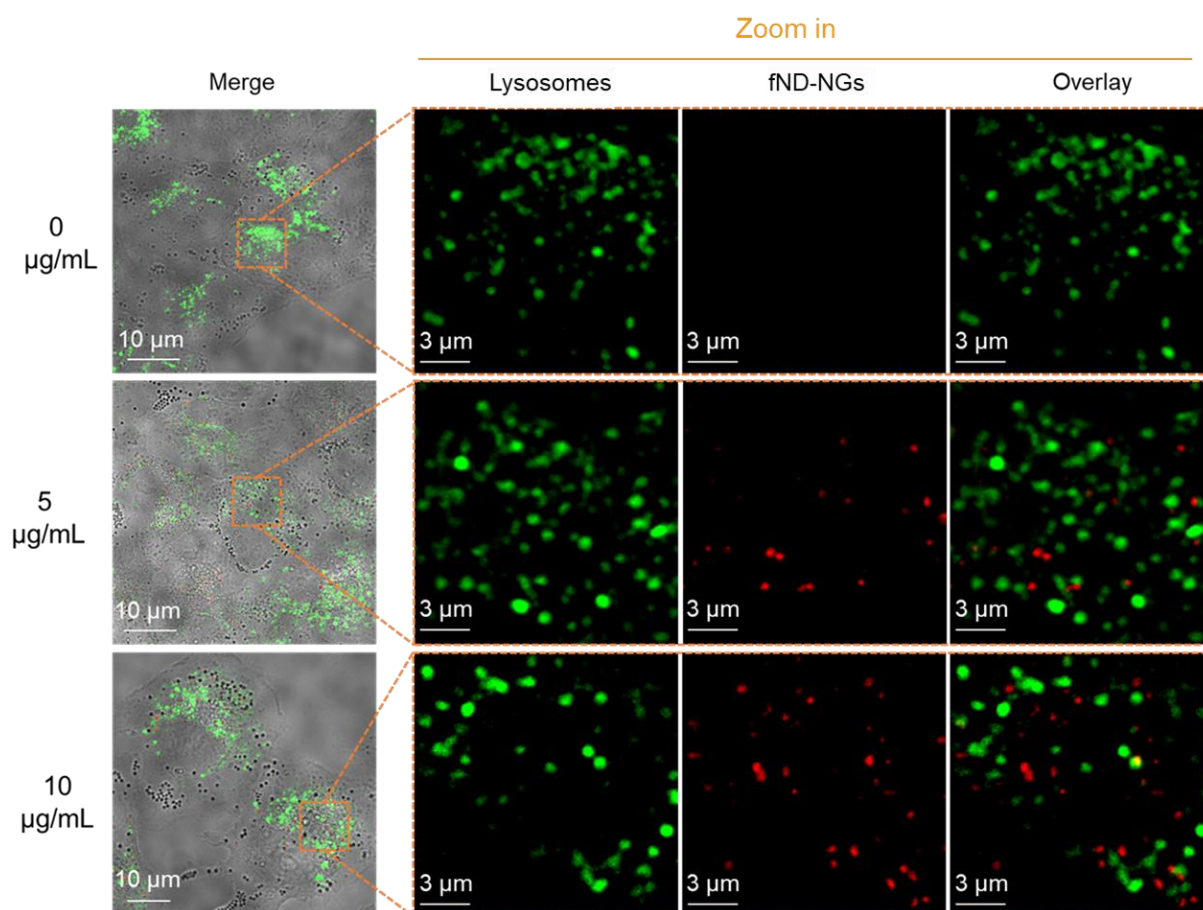 Zoom in
Merge
Lysosomes
fND-NGs
Overlay
0
µg/mL
10 µm
3 µm
3 µm
3 µm
5
µg/mL
10 µm
3 µm
3 µm
3 µm
10
µg/mL
10 µm
3 µm
3 µm
3 µm